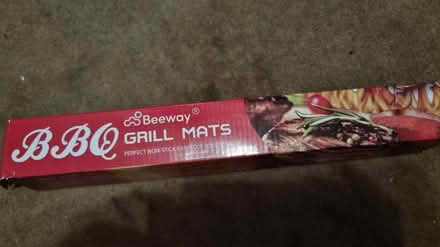 BBQ
Beeway®
GRILL MATS
PERFECT NON STICK